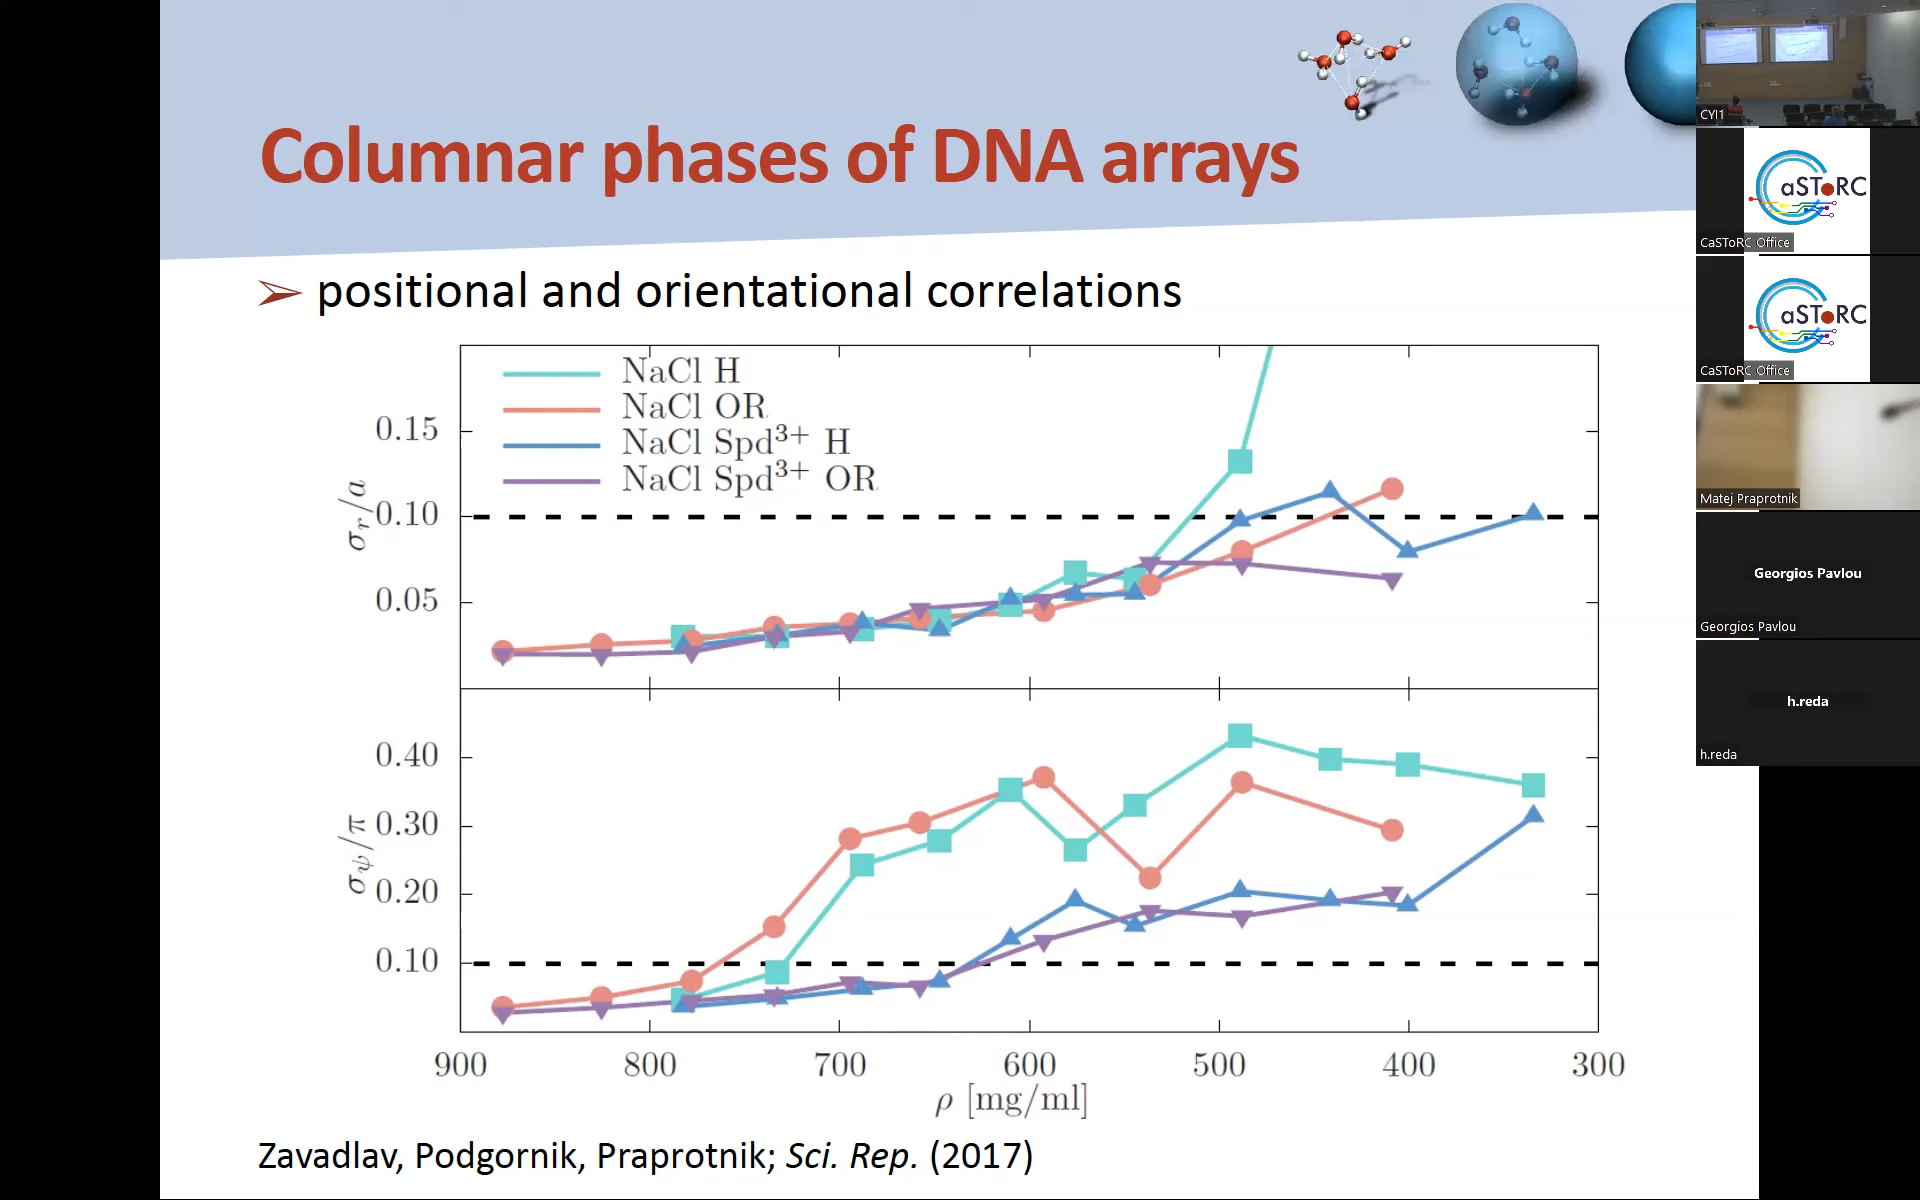 Columnar phases of DNA arrays
➢ positional and orientational correlations
NaCl H
NaCl OR
NaCl Spd³⁺ H
NaCl Spd³⁺ OR
0.15
0.10
0.05
σᵣ/a
0.40
0.30
0.20
0.10
σ_ψ/π
900 800 700 600 500 400 300
ρ [mg/ml]
Zavadlav, Podgornik, Praprotnik; Sci. Rep. (2017)
CYI1
aSToRC
CaSToRC Office
aSToRC
CaSToRC Office
Matej Praprotnik
Georgios Pavlou
Georgios Pavlou
h.reda
h.reda